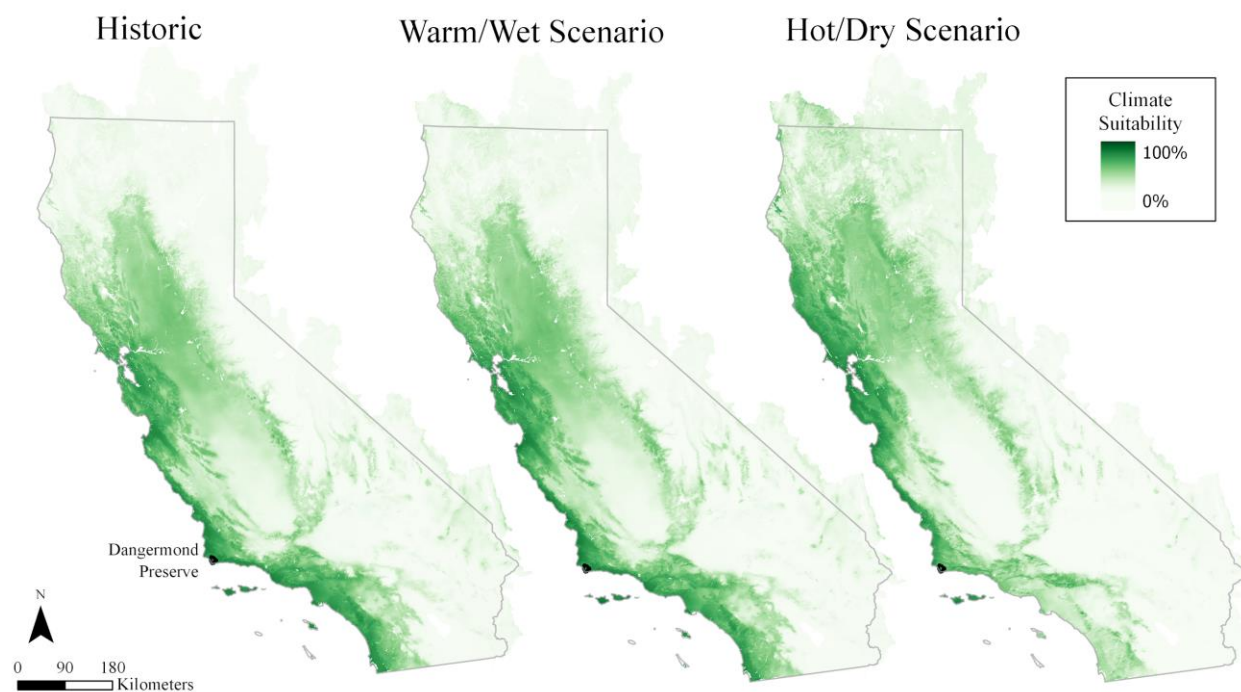 Historic
Warm/Wet Scenario
Hot/Dry Scenario
Climate
Suitability
100%
0%
Dangermond
Preserve
N
0 90 180
Kilometers